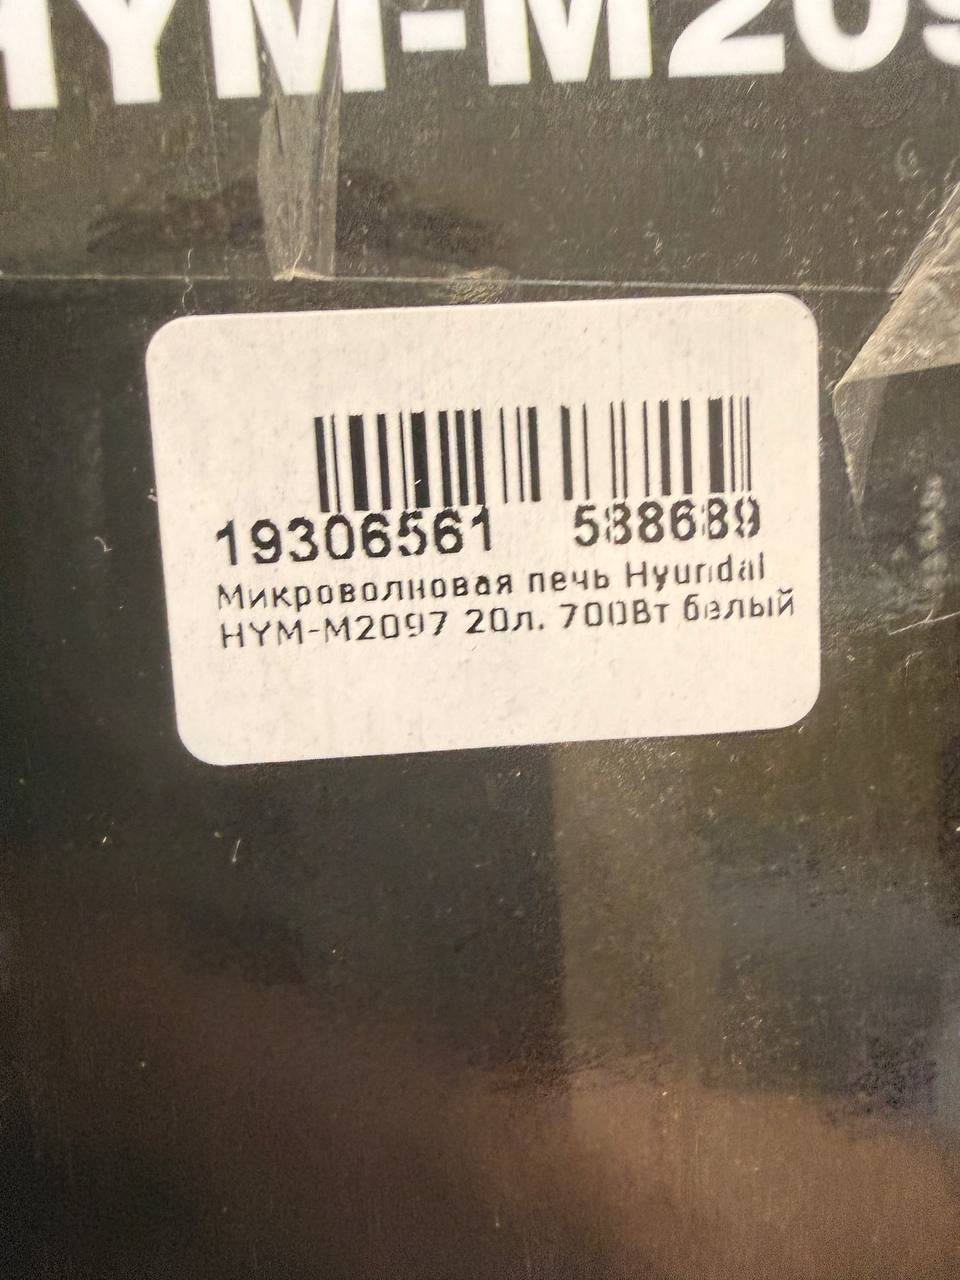 HYM-M209
19306561 588689
Микроволновая печь Hyundai
HYM-M2097 20л. 700Вт белый